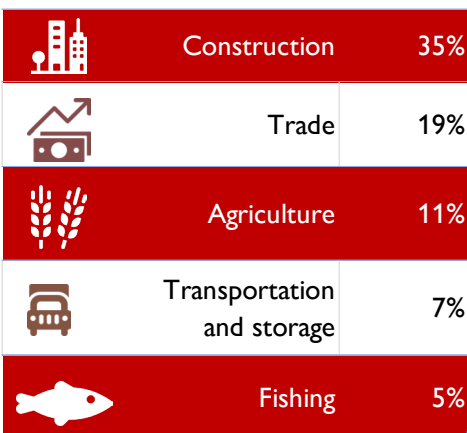 Construction 35%
Trade 19%
Agriculture 11%
Transportation
and storage 7%
Fishing 5%